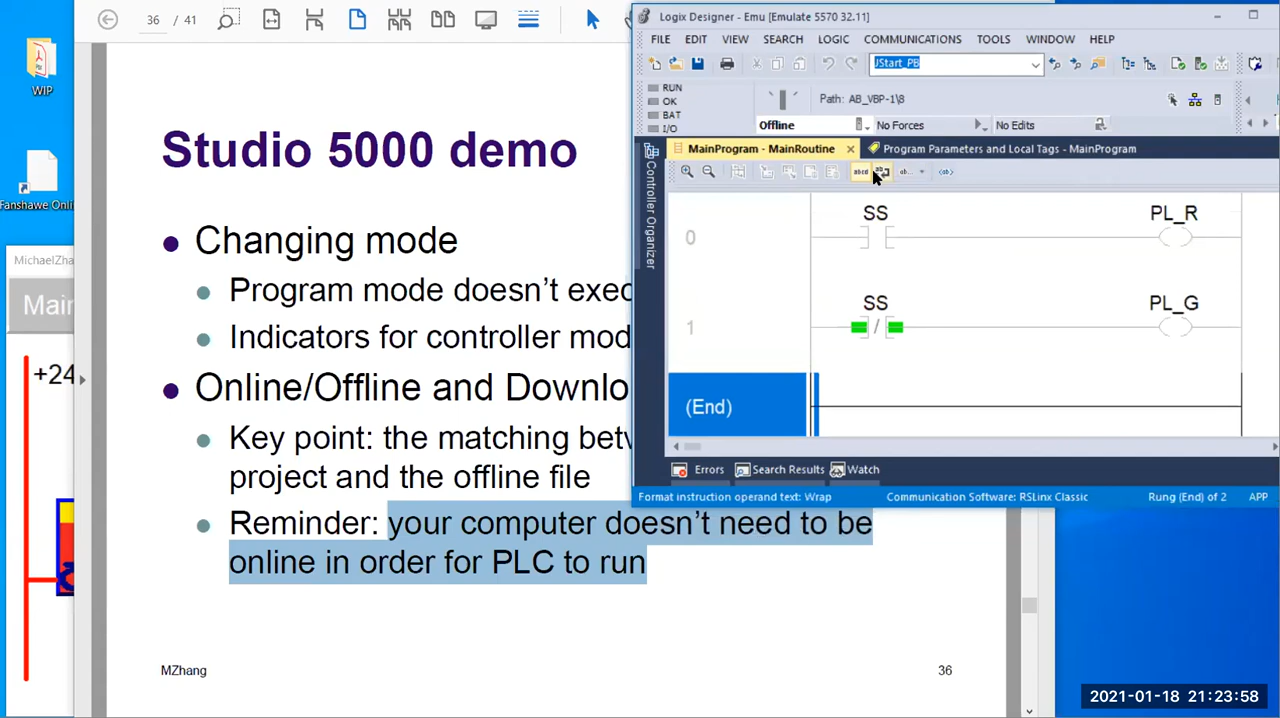 WIP
Fanshawe Onli
MichaelZha
Mai
+24
36 / 41
Studio 5000 demo
Changing mode
Program mode doesn't exec
Indicators for controller mod
Online/Offline and Downlo
Key point: the matching betw
project and the offline file
Reminder: your computer doesn't need to be
online in order for PLC to run
MZhang
36
Logix Designer - Emu [Emulate 5570 32.11]
FILE EDIT VIEW SEARCH LOGIC COMMUNICATIONS TOOLS WINDOW HELP
JStart_PB
RUN
OK
BAT
I/O
Path: AB_VBP-1\8
Offline
No Forces
No Edits
MainProgram - MainRoutine
Program Parameters and Local Tags - MainProgram
abcd
ab...
<ab>
Controller Organizer
0
SS
PL_R
1
SS
PL_G
(End)
Errors
Search Results
Watch
Format instruction operand text: Wrap
Communication Software: RSLinx Classic
Rung (End) of 2
APP
2021-01-18 21:23:58